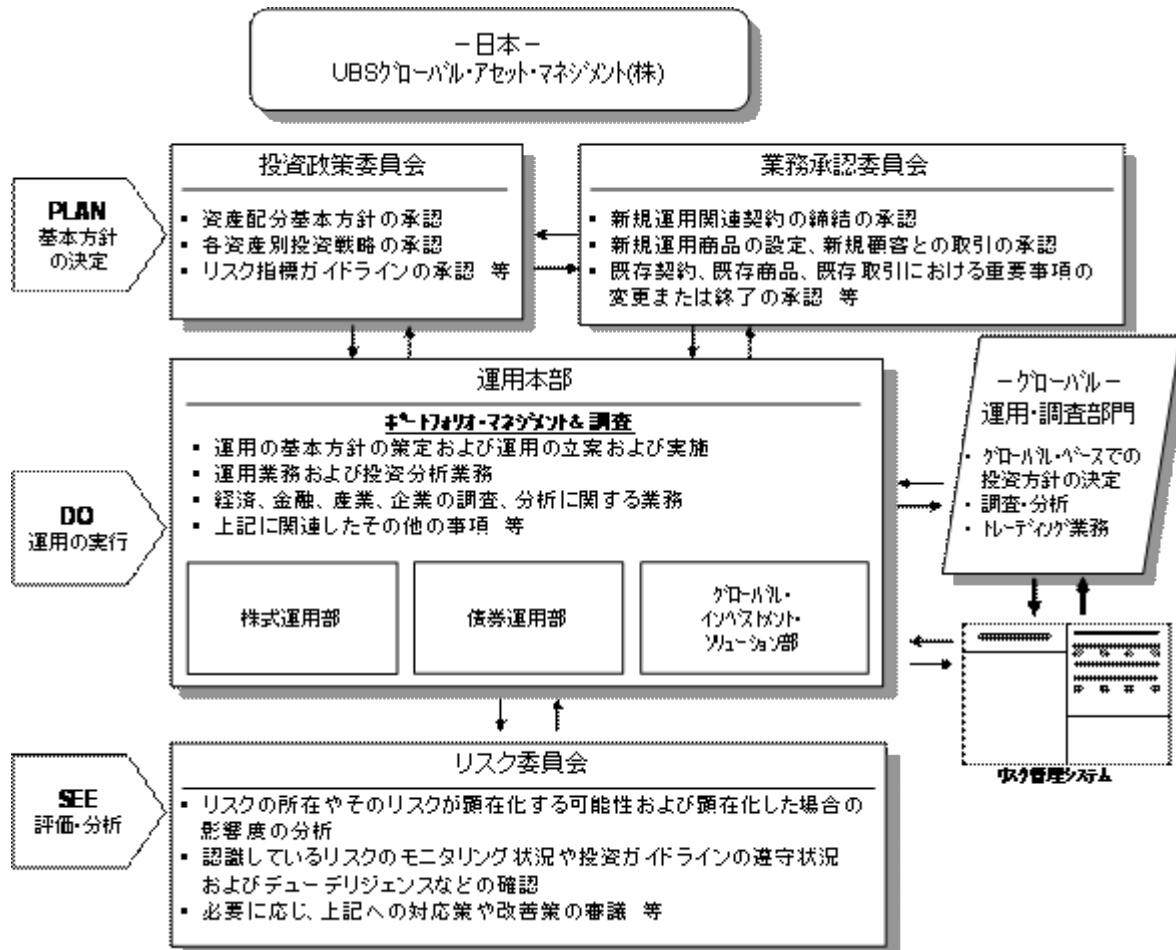 －日本－
UBSグローバル・アセット・マネジメント(株)
PLAN
基本方針
の決定
投資政策委員会
▪ 資産配分基本方針の承認
▪ 各資産別投資戦略の承認
▪ リスク指標ガイドラインの承認 等
業務承認委員会
▪ 新規運用関連契約の締結の承認
▪ 新規運用商品の設定、新規顧客との取引の承認
▪ 既存契約、既存商品、既存取引における重要事項の
変更または終了の承認 等
DO
運用の実行
運用本部
ポートフォリオ・マネジメント& 調査
▪ 運用の基本方針の策定および運用の立案および実施
▪ 運用業務および投資分析業務
▪ 経済、金融、産業、企業の調査、分析に関する業務
▪ 上記に関連したその他の事項 等
株式運用部
債券運用部
グローバル・
インベストメント・
ソリューション部
－グローバル－
運用・調査部門
▪ グローバル・ベースでの
投資方針の決定
▪ 調査・分析
▪ トレーディング業務
リスク管理システム
SEE
評価・分析
リスク委員会
▪ リスクの所在やそのリスクが顕在化する可能性および顕在化した場合の
影響度の分析
▪ 認識しているリスクのモニタリング状況や投資ガイドラインの遵守状況
およびデューデリジェンスなどの確認
▪ 必要に応じ、上記への対応策や改善策の審議 等